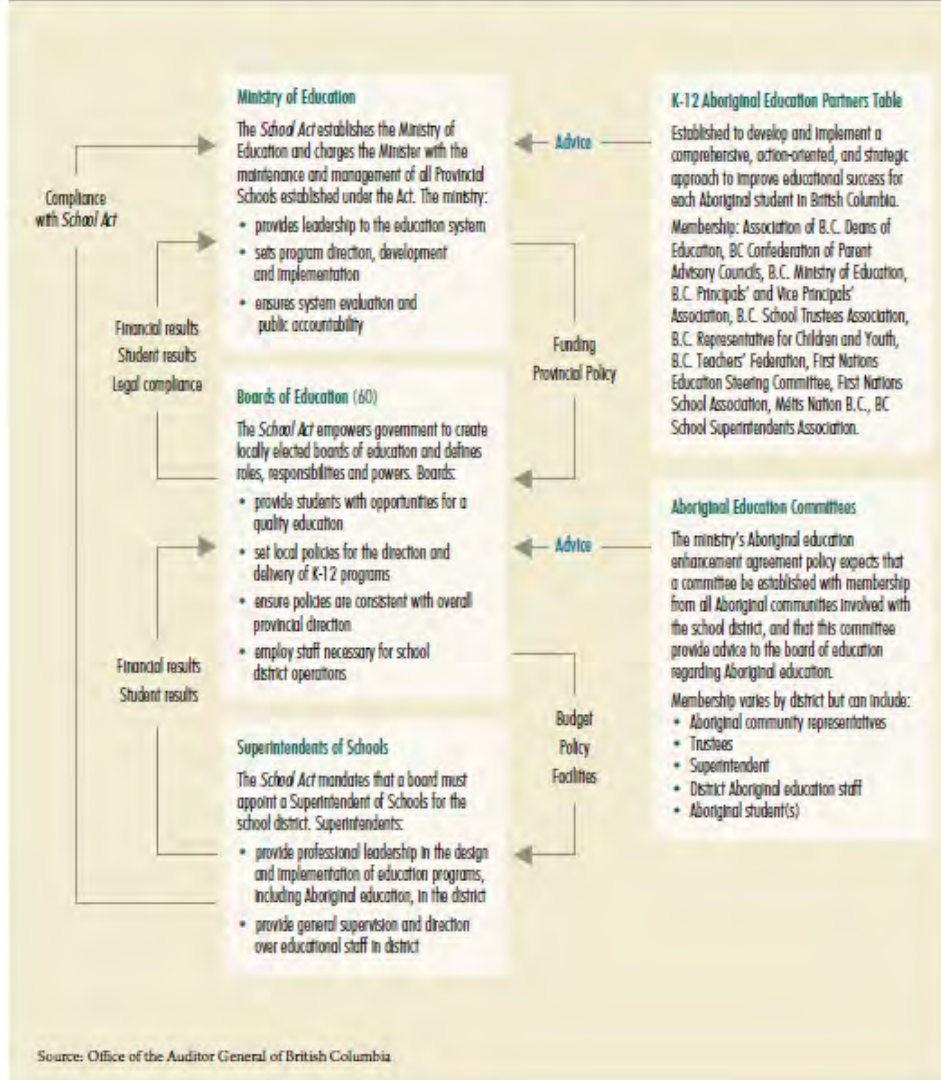 Ministry of Education
The School Act establishes the Ministry of
Education and charges the Minister with the
maintenance and management of all Provincial
Schools established under the Act. The ministry:
• provides leadership to the education system
• sets program direction, development
and implementation
• ensures system evaluation and
public accountability
Advice
K-12 Aboriginal Education Partners Table
Established to develop and implement a
comprehensive, action-oriented, and strategic
approach to improve educational success for
each Aboriginal student in British Columbia.
Membership: Association of B.C. Deans of
Education, BC Confederation of Parent
Advisory Councils, B.C. Ministry of Education,
B.C. Principals' and Vice Principals'
Association, B.C. School Trustees Association,
B.C. Representative for Children and Youth,
B.C. Teachers' Federation, First Nations
Education Steering Committee, First Nations
School Association, Métis Nation B.C., BC
School Superintendents Association.
Compliance
with School Act
Financial results
Student results
Legal compliance
Funding
Provincial Policy
Boards of Education (60)
The School Act empowers government to create
locally elected boards of education and defines
roles, responsibilities and powers. Boards:
• provide students with opportunities for a
quality education
• set local policies for the direction and
delivery of K-12 programs
• ensure policies are consistent with overall
provincial direction
• employ staff necessary for school
district operations
Advice
Aboriginal Education Committees
The ministry's Aboriginal education
enhancement agreement policy expects that
a committee be established with membership
from all Aboriginal communities involved with
the school district, and that this committee
provide advice to the board of education
regarding Aboriginal education.
Membership varies by district but can include:
• Aboriginal community representatives
• Trustees
• Superintendent
• District Aboriginal education staff
• Aboriginal student(s)
Financial results
Student results
Budget
Policy
Facilities
Superintendents of Schools
The School Act mandates that a board must
appoint a Superintendent of Schools for the
school district. Superintendents:
• provide professional leadership in the design
and implementation of education programs,
including Aboriginal education, in the district
• provide general supervision and direction
over educational staff in district
Source: Office of the Auditor General of British Columbia